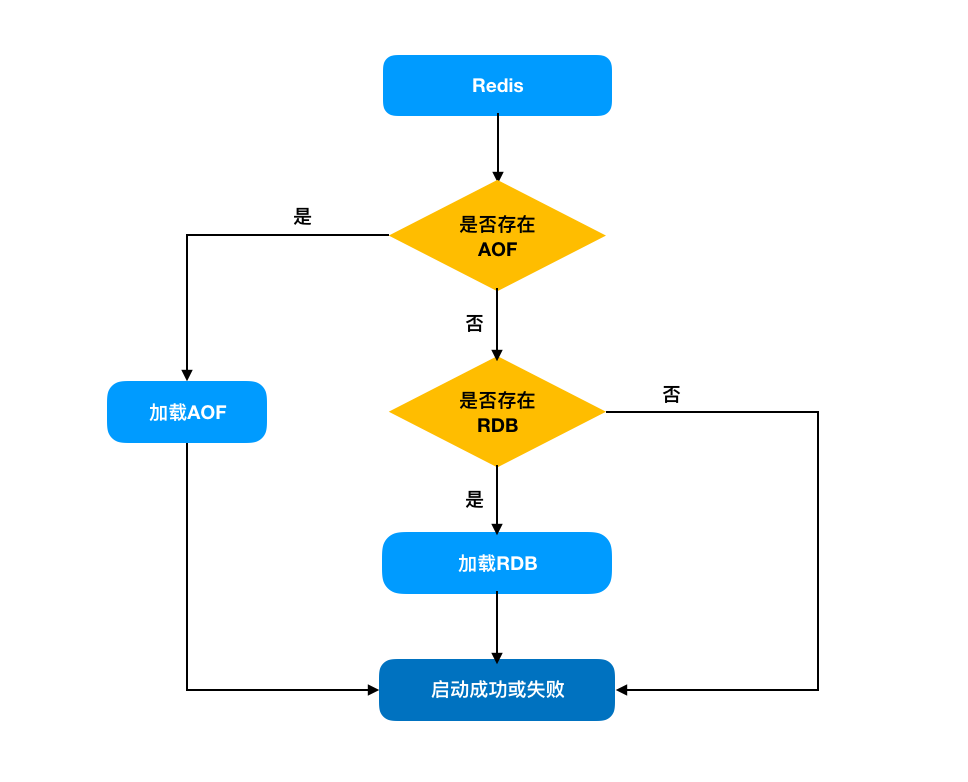 Redis
是
是否存在
AOF
否
加载AOF
是否存在
RDB
否
是
加载RDB
启动成功或失败